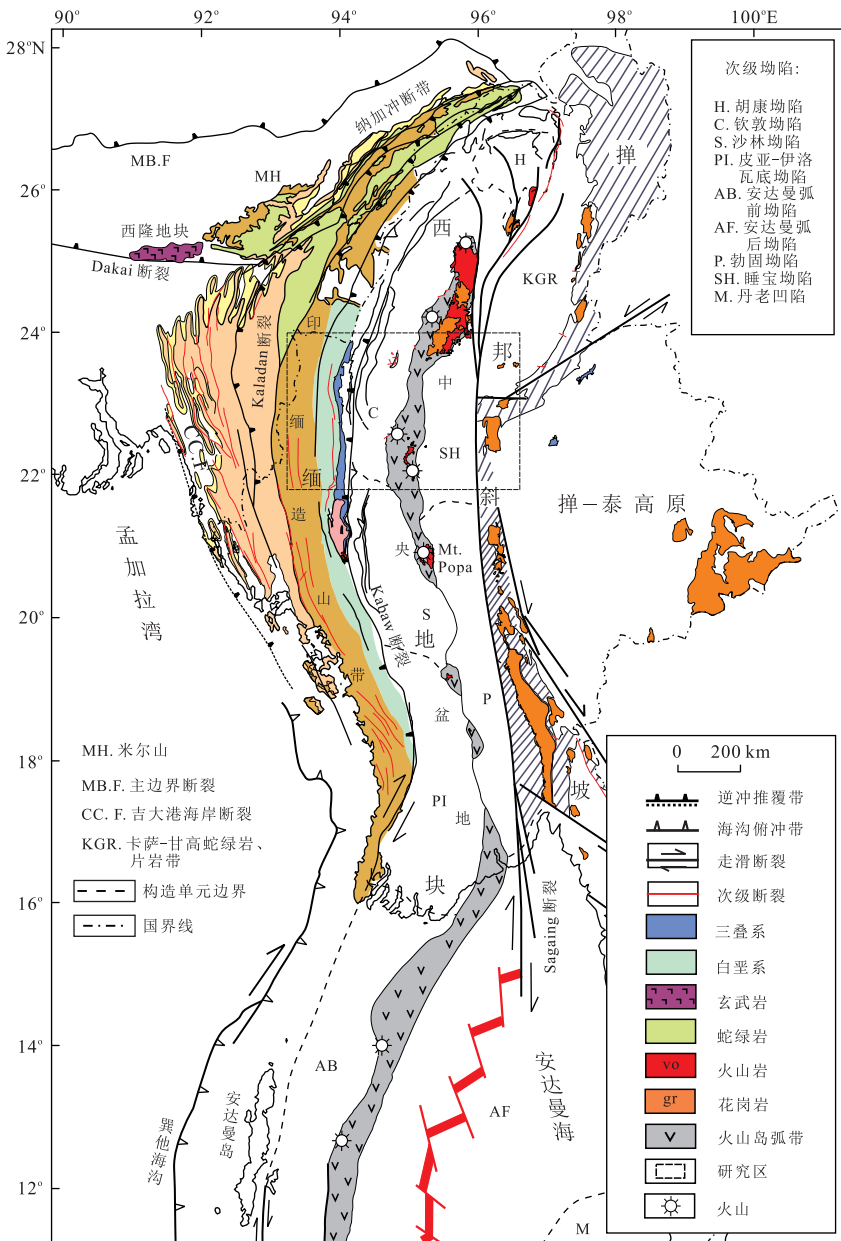 90°
92°
94°
96°
98°
100°E
28°N
26°
24°
22°
20°
18°
16°
14°
12°
次级坳陷:
H. 胡康坳陷
C. 钦敦坳陷
S. 沙林坳陷
PI. 皮亚-伊洛
瓦底坳陷
AB. 安达曼弧
前坳陷
AF. 安达曼弧
后坳陷
P. 勃固坳陷
SH. 睡宝坳陷
M. 丹老凹陷
纳加冲断带
MB.F
MH
H
掸
西隆地块
Dakai 断裂
西
KGR
Kaladan 断裂
印
邦
中
缅
C
CC.F
SH
缅
斜
掸—泰高原
造
孟加拉湾
央
Mt.
Popa
山
Kabaw 断裂
S
地
带
P
盆
坡
PI
地
块
Sagaing 断裂
AB
AF
安达曼海
安达曼岛
巽他海沟
M
MH. 米尔山
MB.F. 主边界断裂
CC. F. 吉大港海岸断裂
KGR. 卡萨-甘高蛇绿岩、
片岩带
构造单元边界
国界线
0 200 km
逆冲推覆带
海沟俯冲带
走滑断裂
次级断裂
三叠系
白垩系
玄武岩
蛇绿岩
vo 火山岩
gr 花岗岩
火山岛弧带
研究区
火山